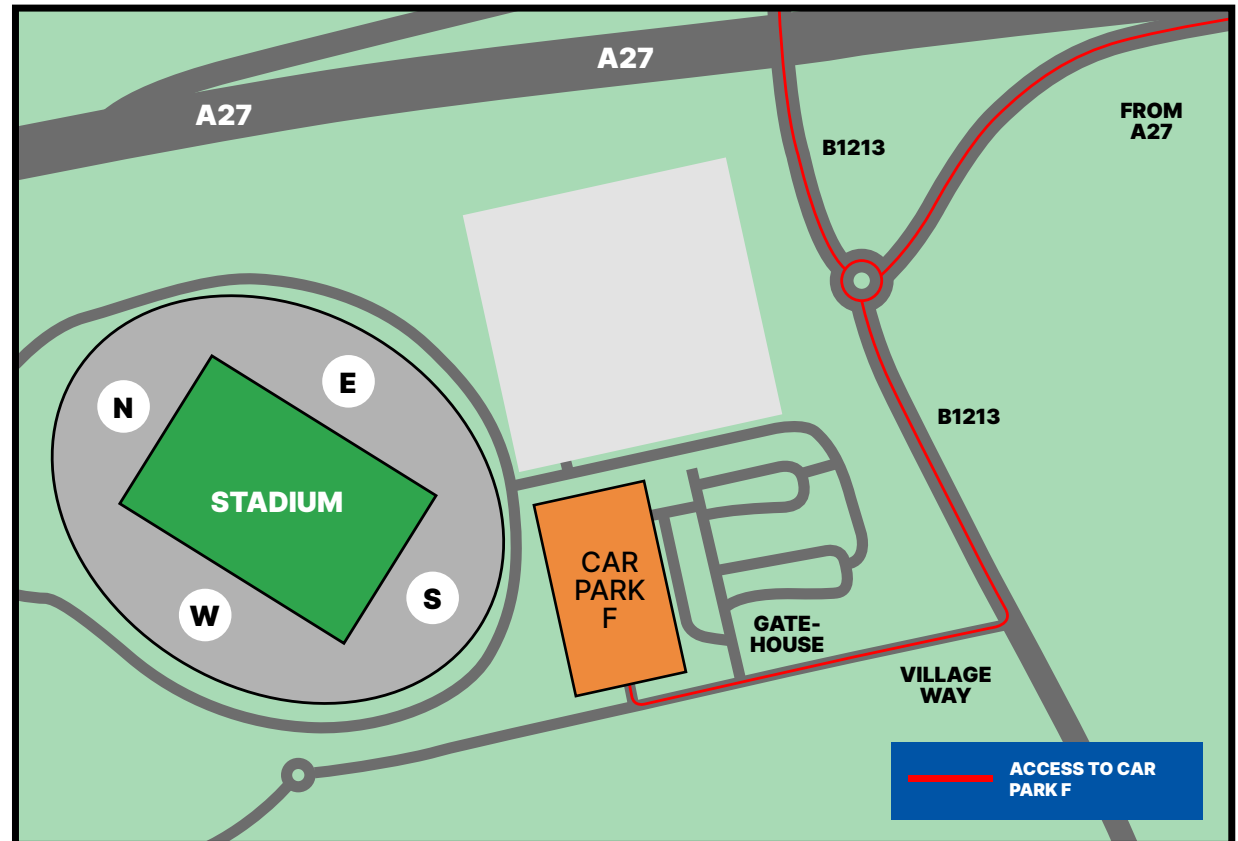 A27
A27
FROM
A27
B1213
E
N
B1213
STADIUM
CAR
PARK
F
S
W
GATE-
HOUSE
VILLAGE
WAY
ACCESS TO CAR
PARK F